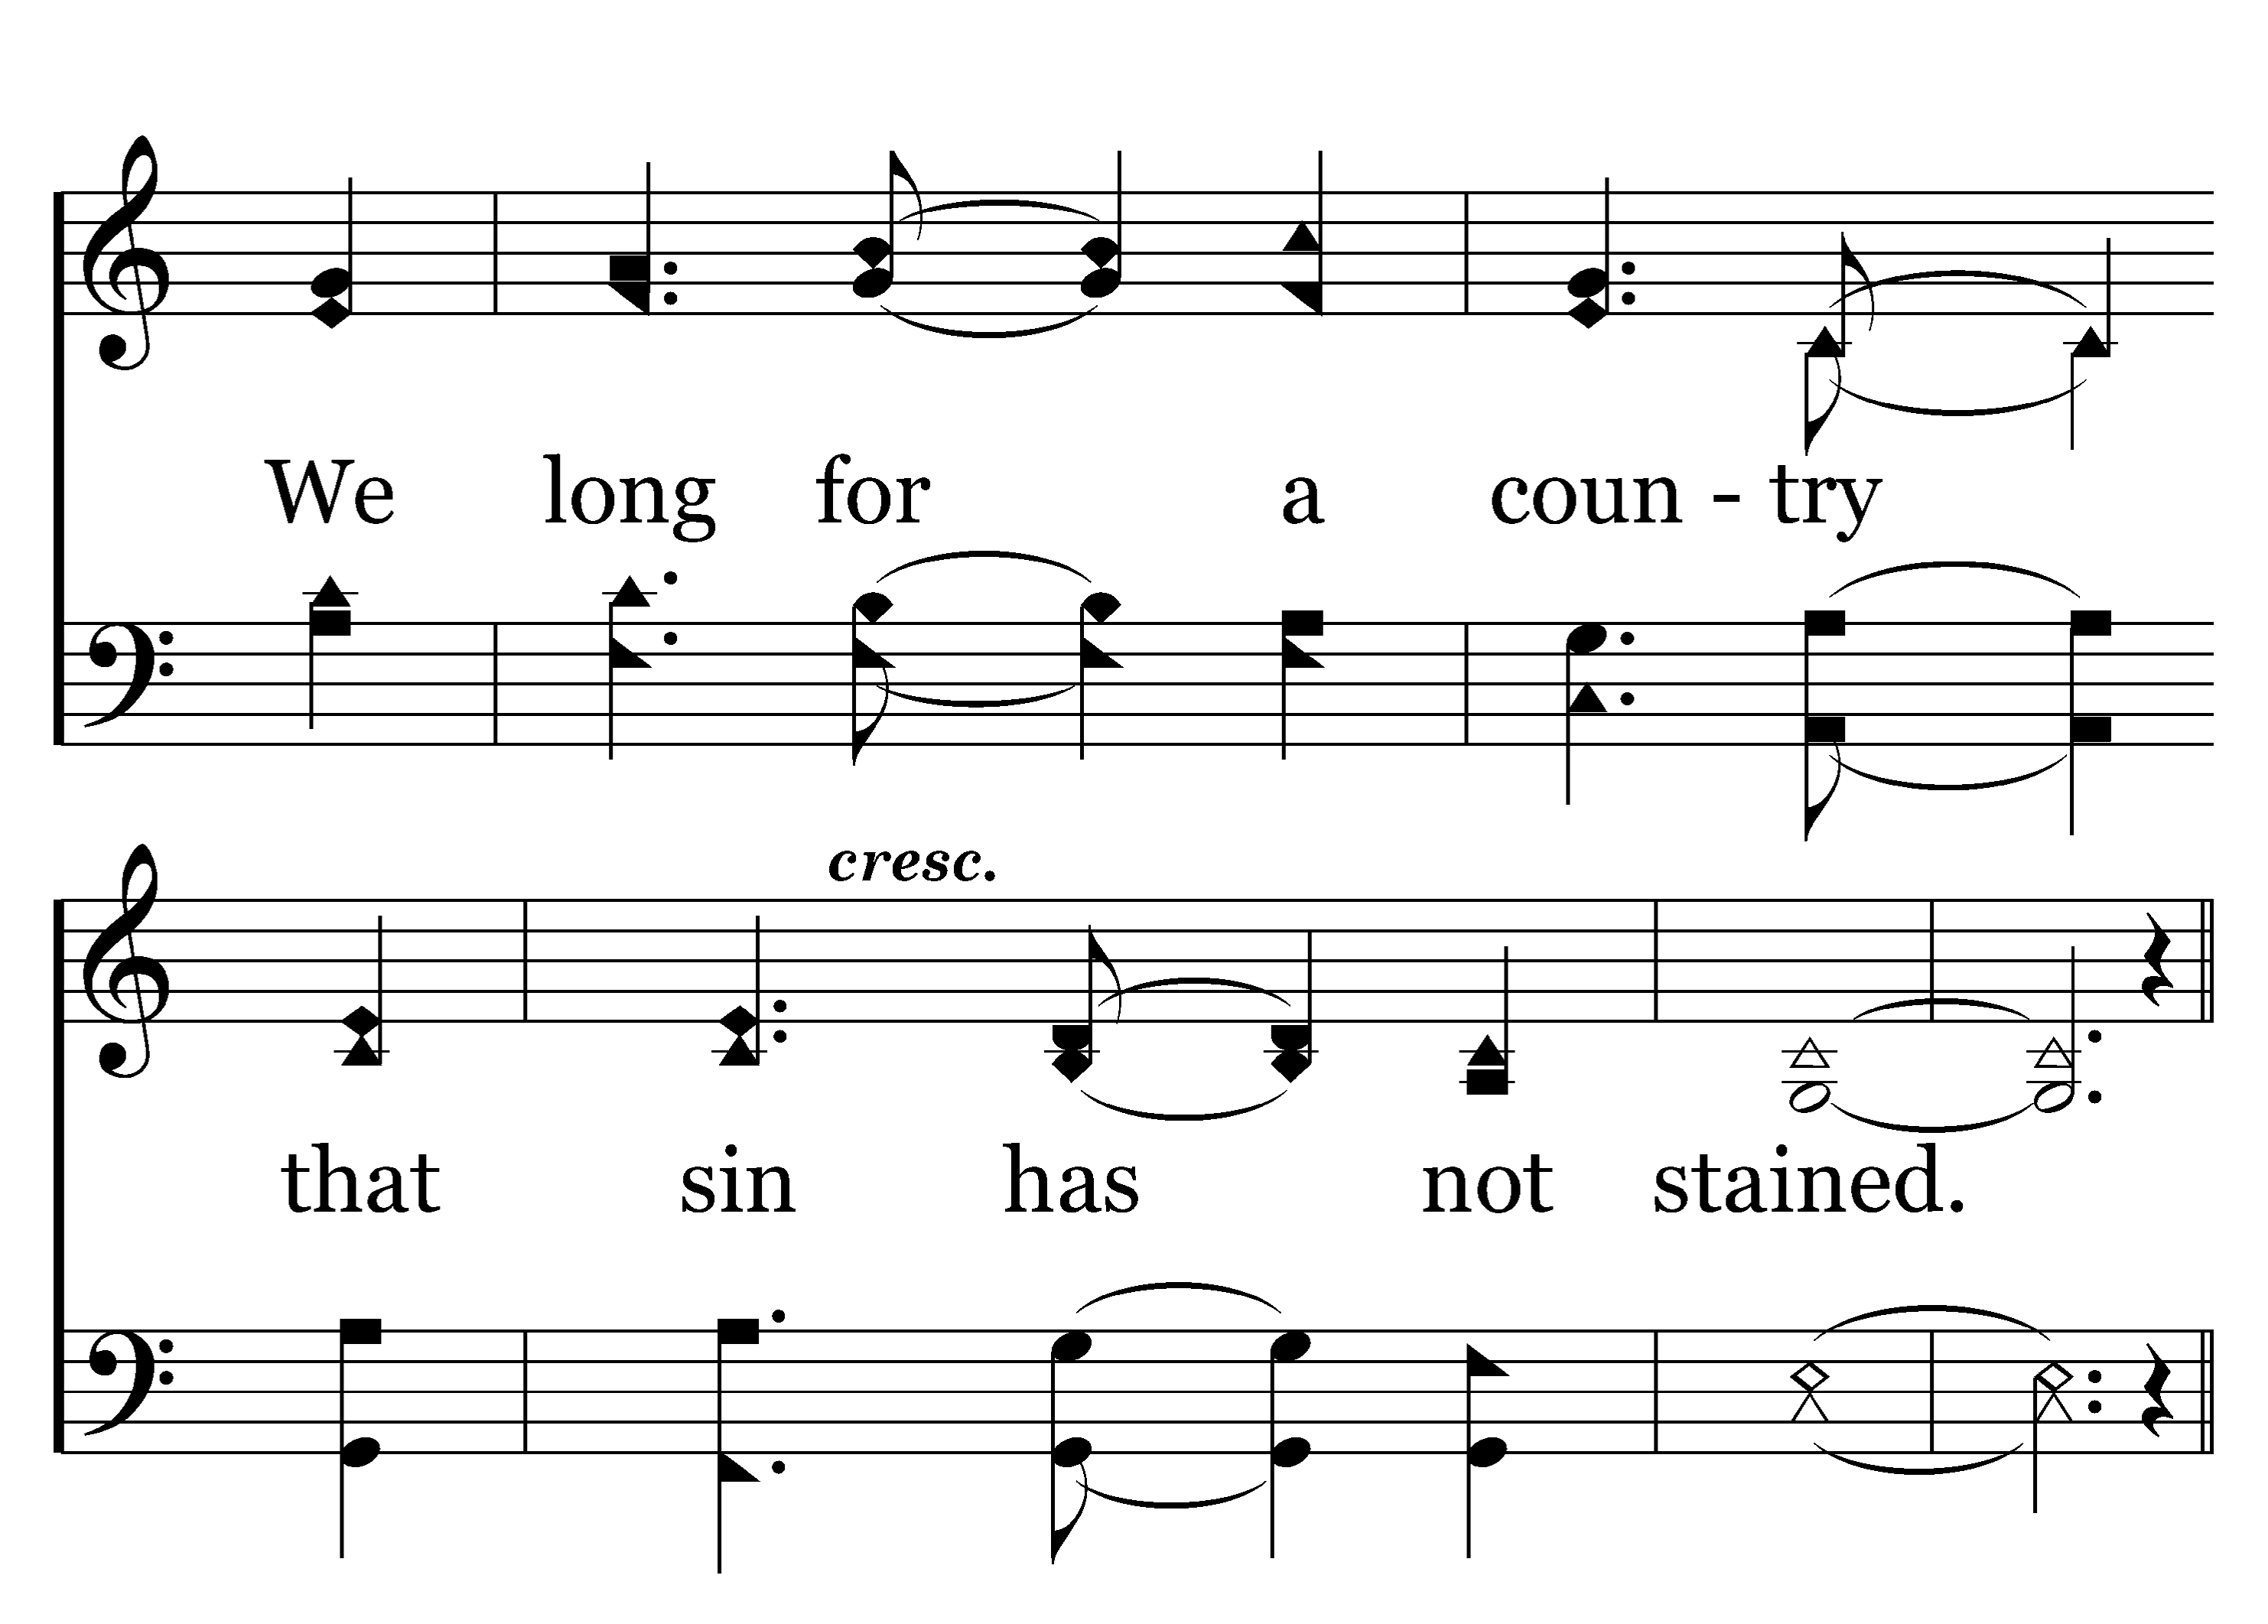 We long for a coun - try
cresc.
that sin has not stained.